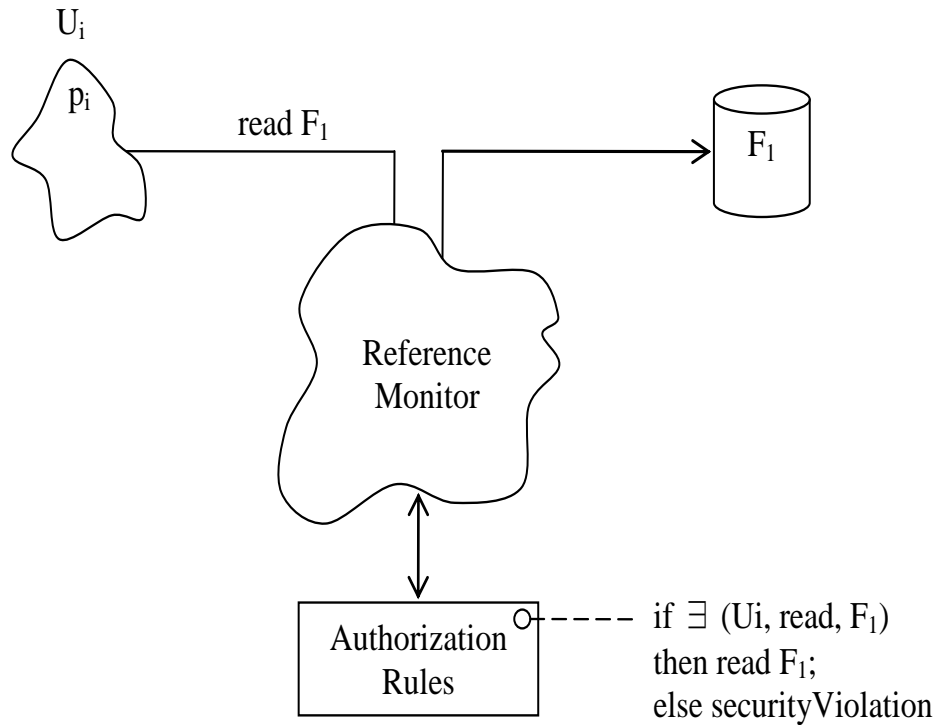 Uᵢ
pᵢ
read F₁
F₁
Reference
Monitor
Authorization
Rules
if ∃ (Ui, read, F₁)
then read F₁;
else securityViolation